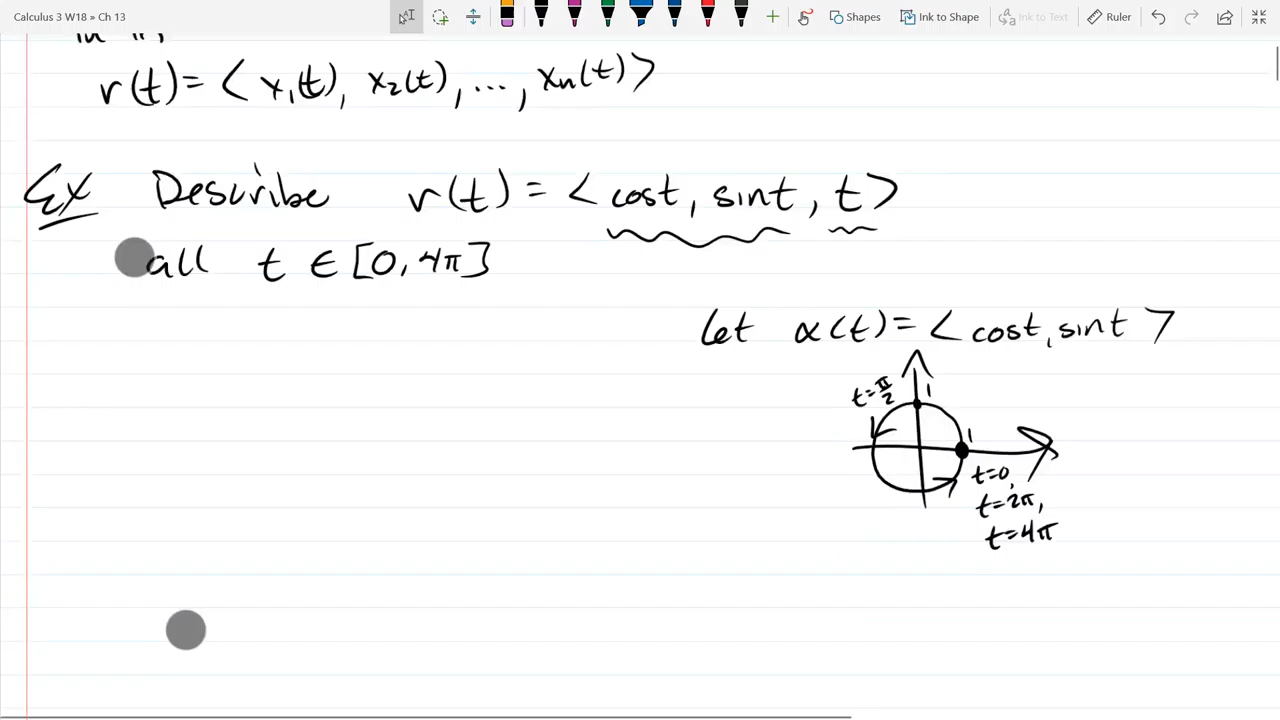 Calculus 3 W18 » Ch 13
Shapes Ink to Shape Ink to Text Ruler
in
r(t)= < x₁(t), x₂(t), ..., xn(t) >
Ex Describe r(t) = < cost, sint, t >
all t ∈ [0, 4π]
Let α(t) = < cost, sint >
t=π/2 1
1
t=0,
t=2π,
t=4π